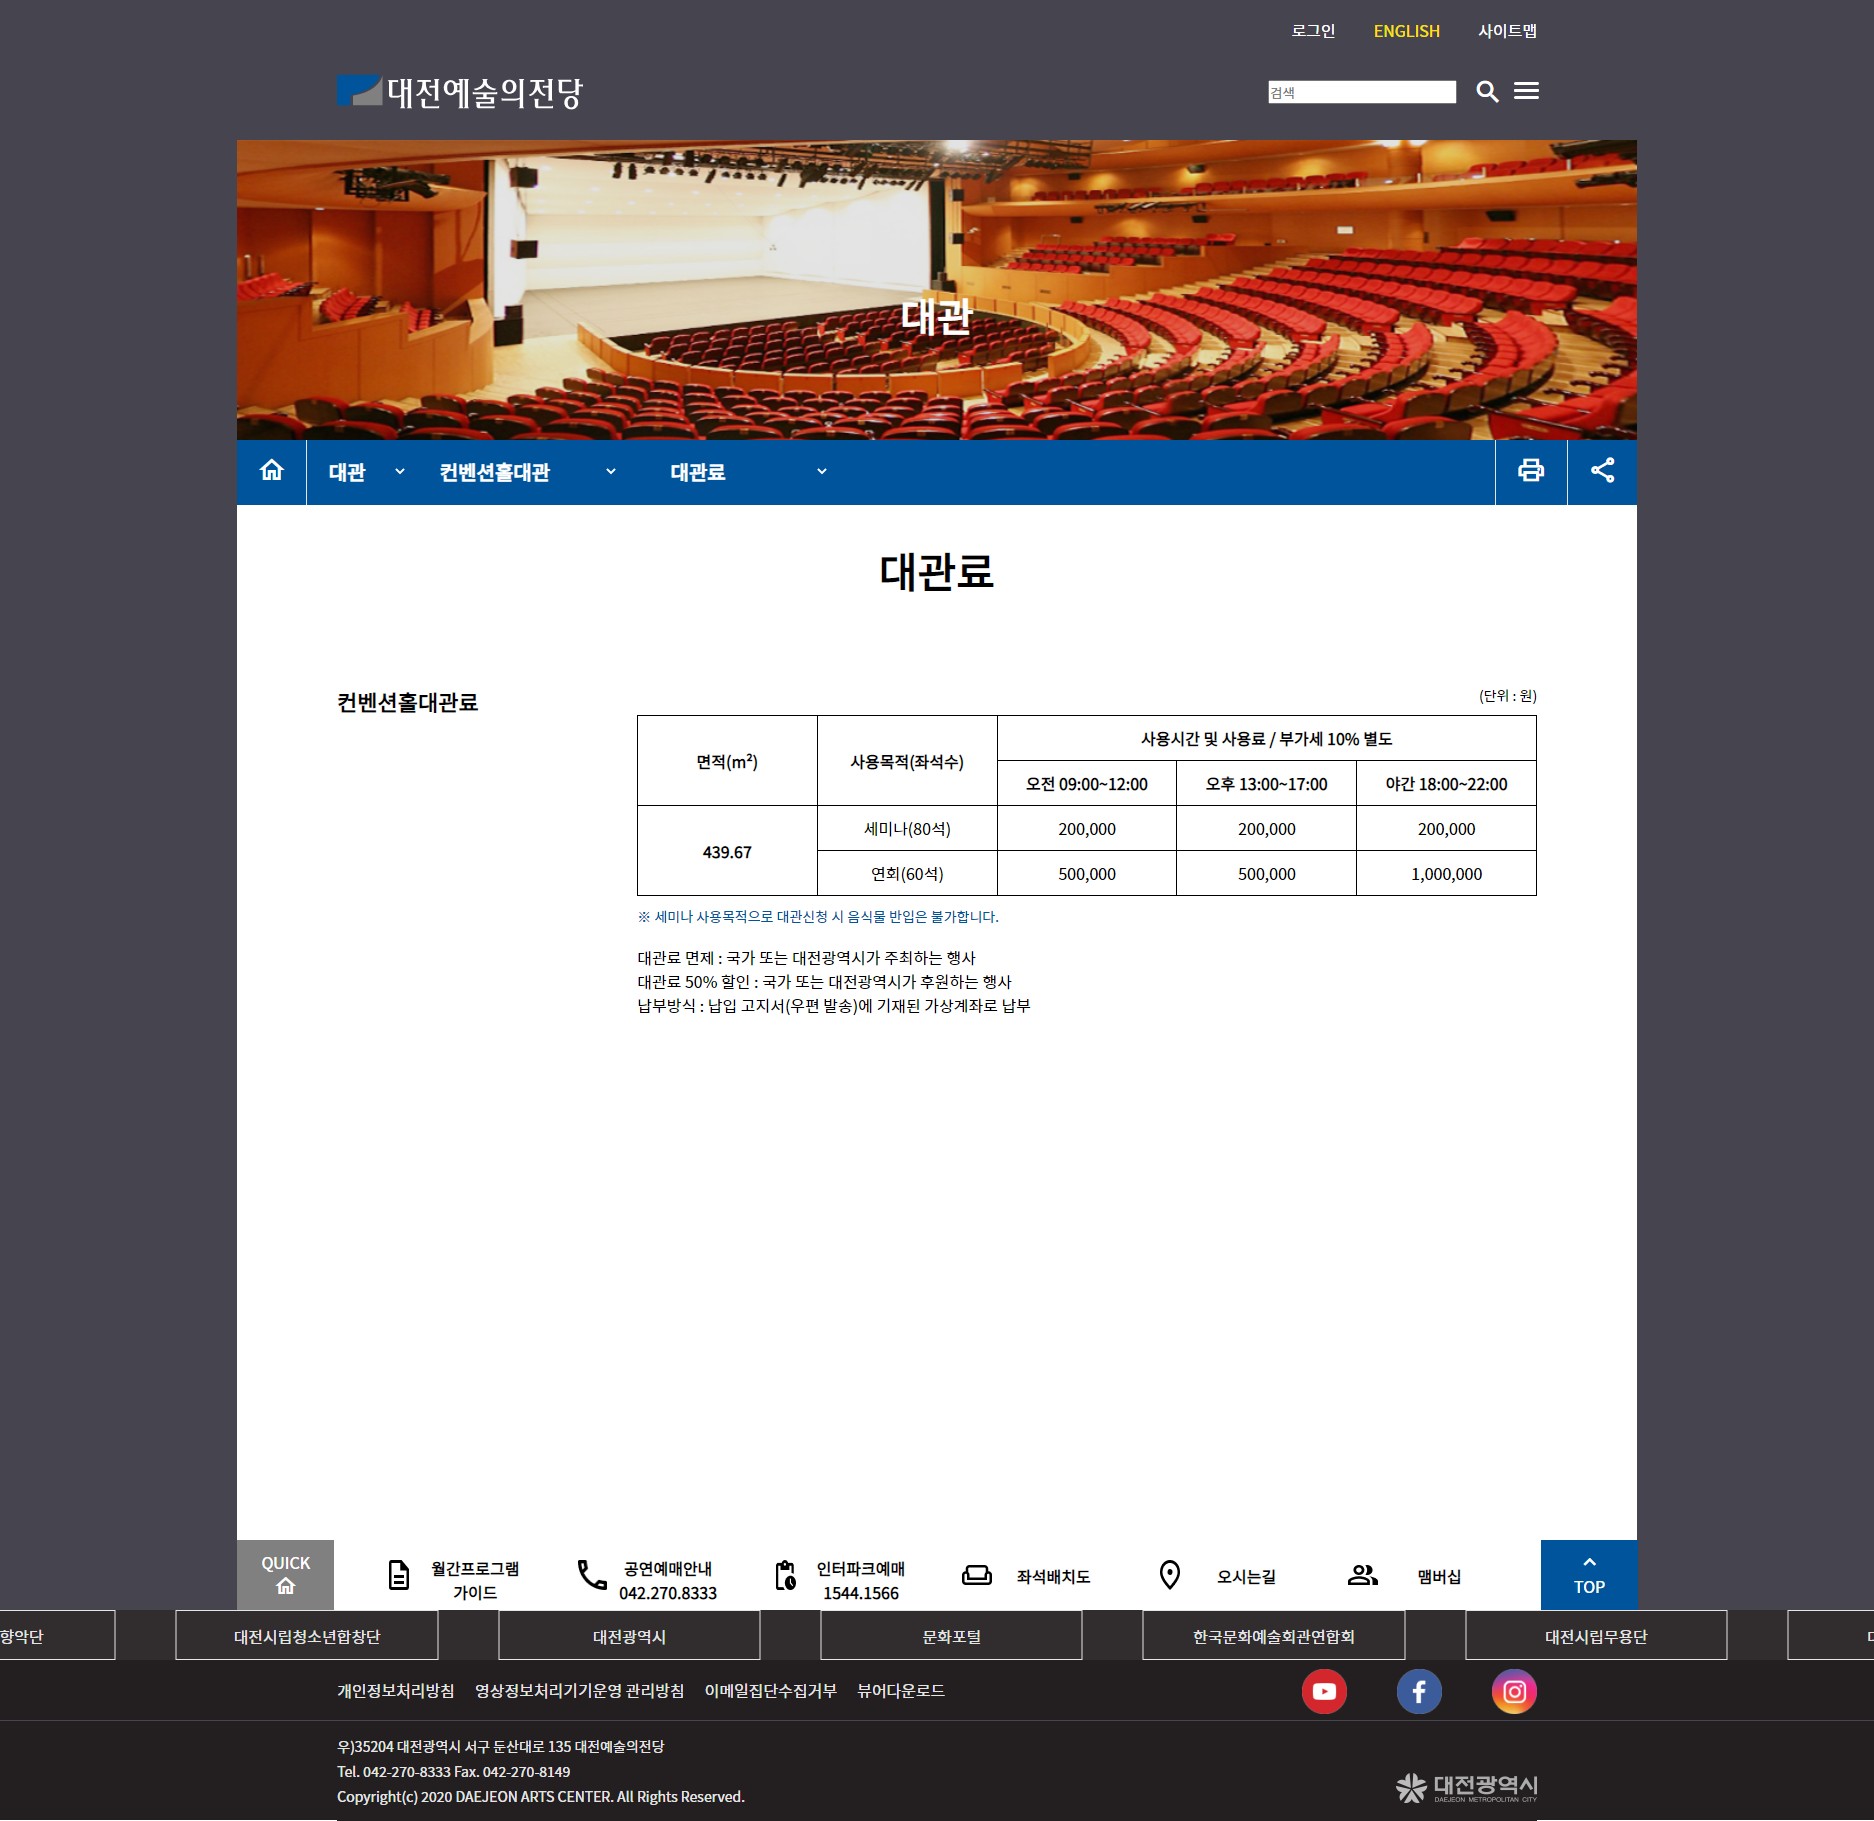 로그인 ENGLISH 사이트맵
대전예술의전당
검색
대관
대관 컨벤션홀대관 대관료
대관료
컨벤션홀대관료
(단위 : 원)
면적(m²) 사용목적(좌석수) 사용시간 및 사용료 / 부가세 10% 별도
오전 09:00~12:00 오후 13:00~17:00 야간 18:00~22:00
439.67 세미나(80석) 200,000 200,000 200,000
연회(60석) 500,000 500,000 1,000,000
※ 세미나 사용목적으로 대관신청 시 음식물 반입은 불가합니다.
대관료 면제 : 국가 또는 대전광역시가 주최하는 행사
대관료 50% 할인 : 국가 또는 대전광역시가 후원하는 행사
납부방식 : 납입 고지서(우편 발송)에 기재된 가상계좌로 납부
QUICK
월간프로그램
가이드
공연예매안내
042.270.8333
인터파크예매
1544.1566
좌석배치도
오시는길
맴버십
TOP
향악단 대전시립청소년합창단 대전광역시 문화포털 한국문화예술회관연합회 대전시립무용단
개인정보처리방침 영상정보처리기기운영 관리방침 이메일집단수집거부 뷰어다운로드
우)35204 대전광역시 서구 둔산대로 135 대전예술의전당
Tel. 042-270-8333 Fax. 042-270-8149
Copyright(c) 2020 DAEJEON ARTS CENTER. All Rights Reserved.
대전광역시
DAEJEON METROPOLITAN CITY